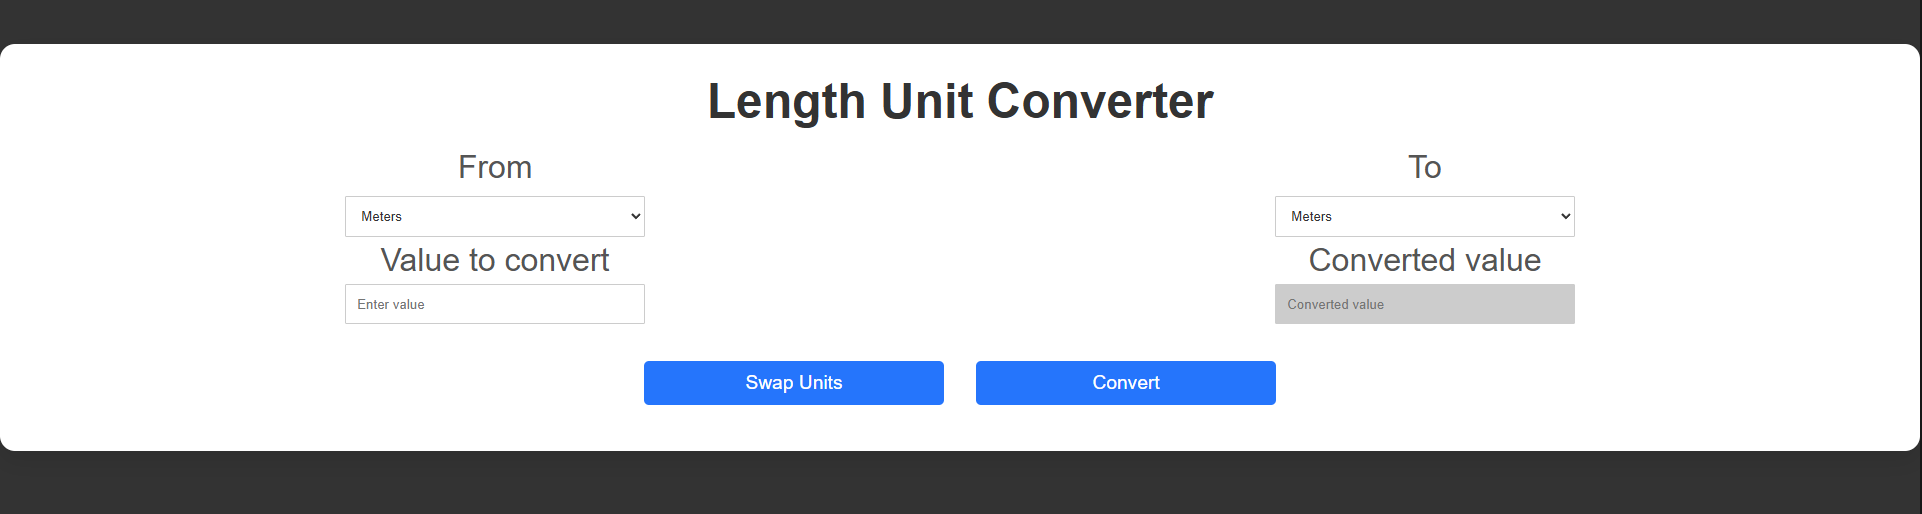 Length Unit Converter
From
To
Meters
Meters
Value to convert
Converted value
Enter value
Converted value
Swap Units
Convert